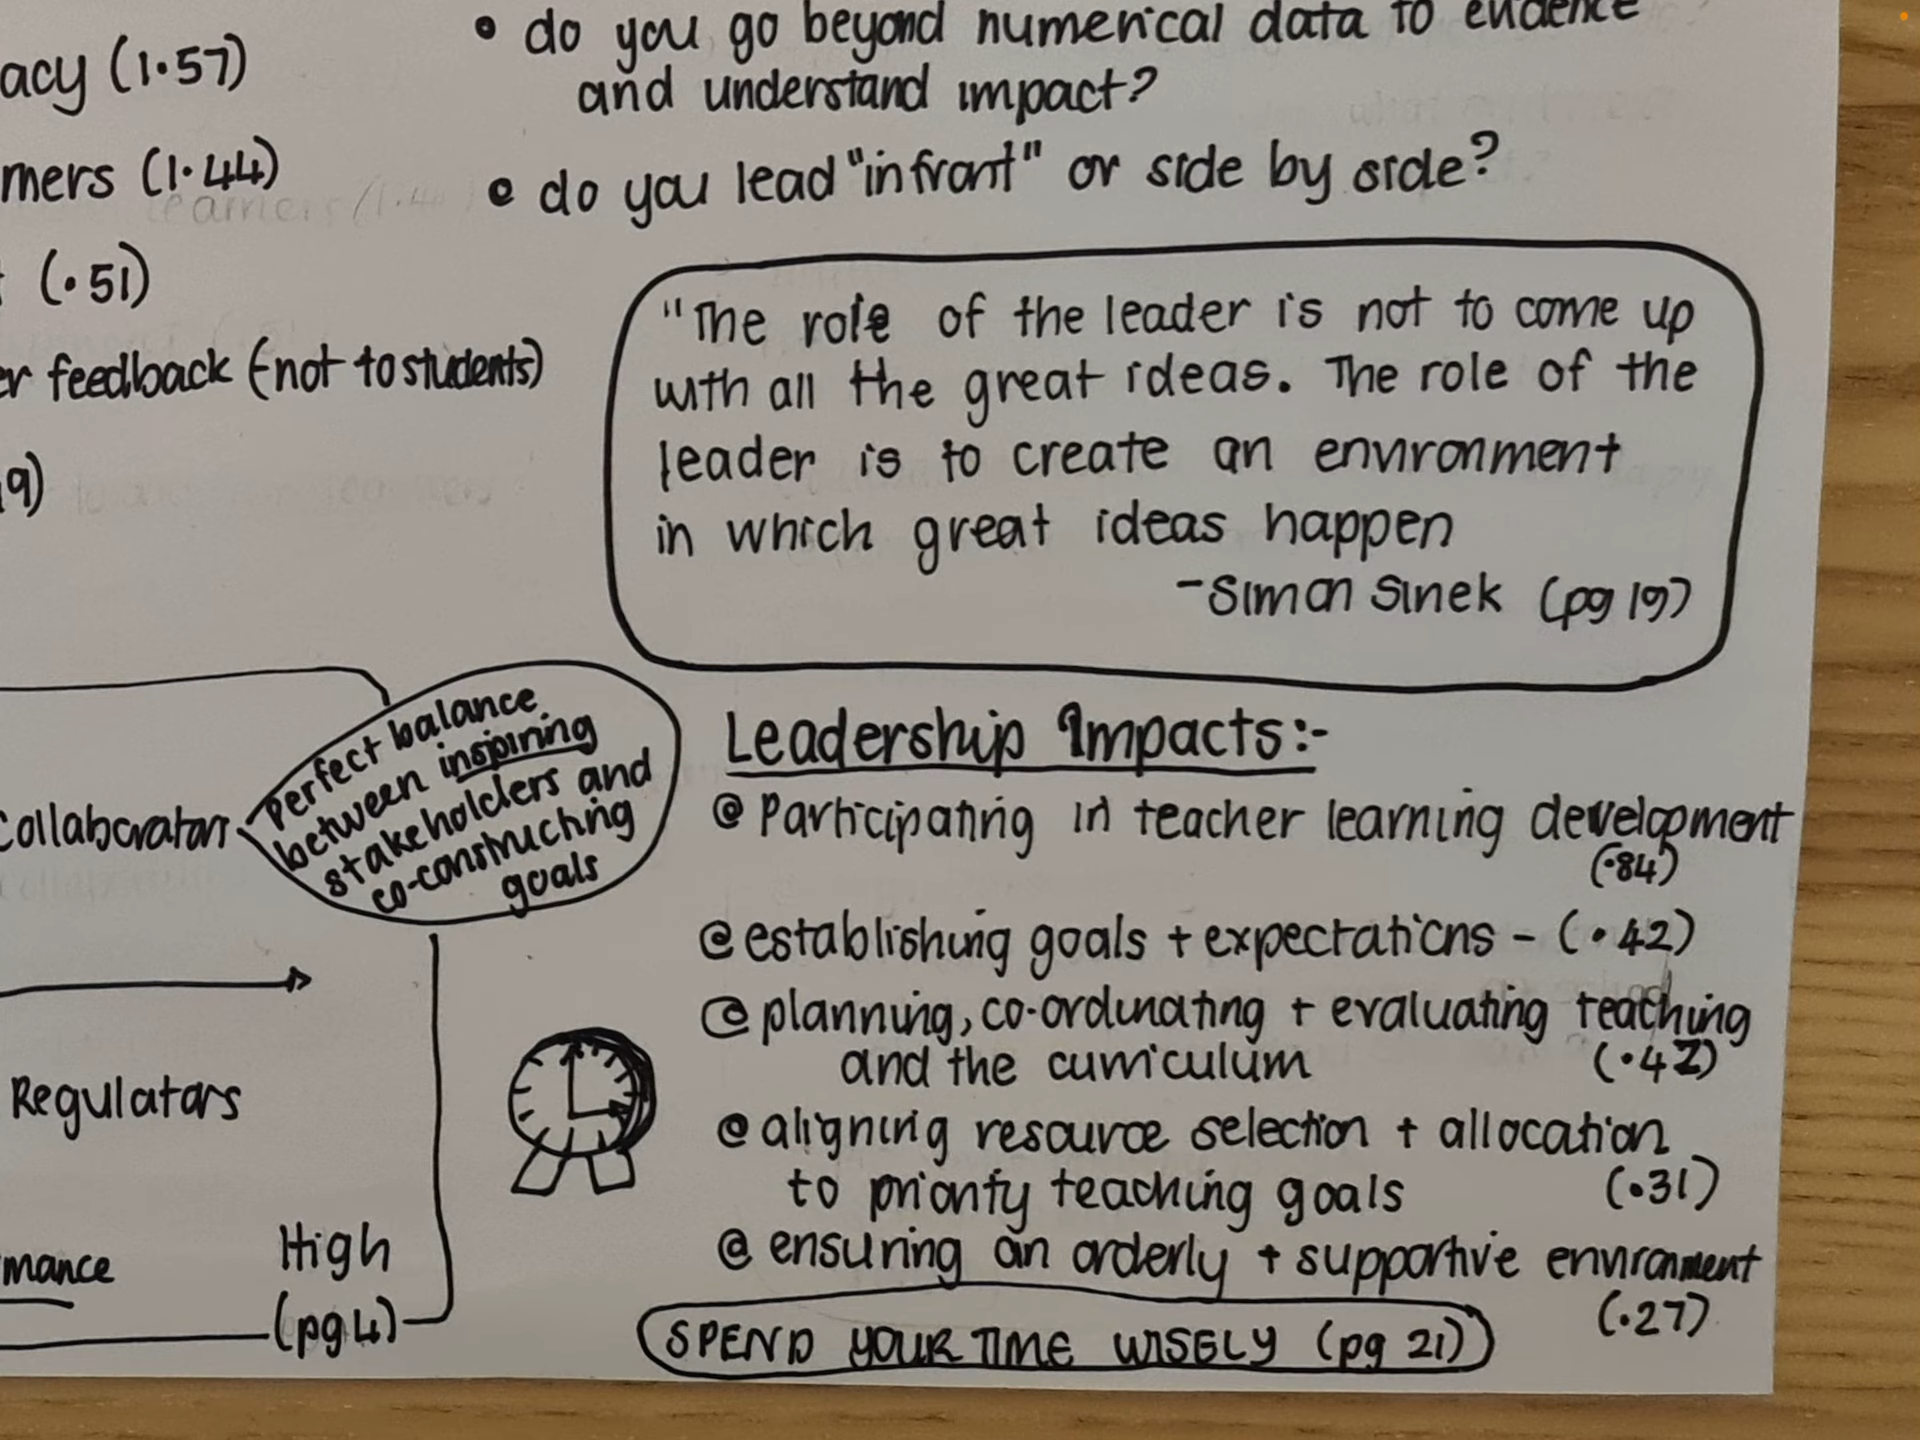 acy (1.57)
mers (1.44)
(.51)
er feedback (not to students)
9)
• do you go beyond numerical data to evidence
and understand impact?
• do you lead "infront" or side by side?
"The role of the leader is not to come up
with all the great ideas. The role of the
leader is to create an environment
in which great ideas happen
-Simon Sinek (pg 19)
Collaborators
Perfect balance
between inspiring
stakeholders and
co-constructing
goals
Regulators
mance
High
(pg4)
Leadership Impacts:-
@ Participating in teacher learning development
(.84)
@ establishing goals + expectations - (.42)
@ planning, co-ordinating + evaluating teaching
and the curriculum (.42)
@ aligning resource selection + allocation
to priority teaching goals (.31)
@ ensuring an orderly + supportive environment
(.27)
SPEND YOUR TIME WISELY (pg 21)